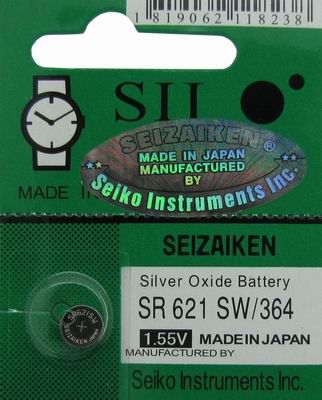 1819062 118238
SII
SEIZAIKEN®
MADE IN JAPAN
MANUFACTURED
BY
Seiko Instruments Inc.
MADE IN
SEIZAIKEN
Silver Oxide Battery
SR 621 SW/364
SR621SW
+
1.55V MADE IN JAPAN
MANUFACTURED BY
Seiko Instruments Inc.